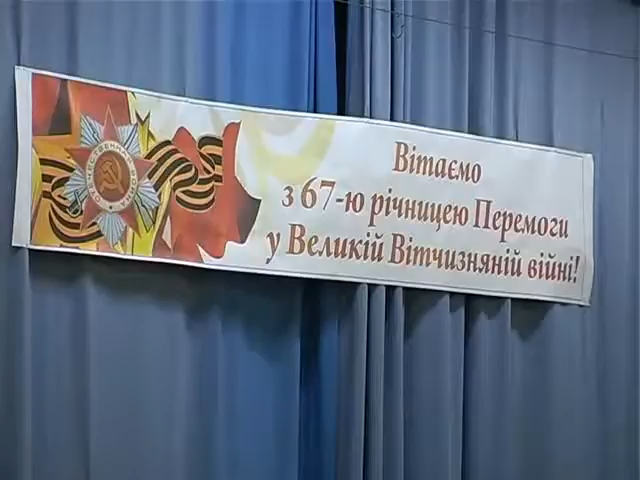 Вітаємо
з 67-ю річницею Перемоги
у Великій Вітчизняній війні!